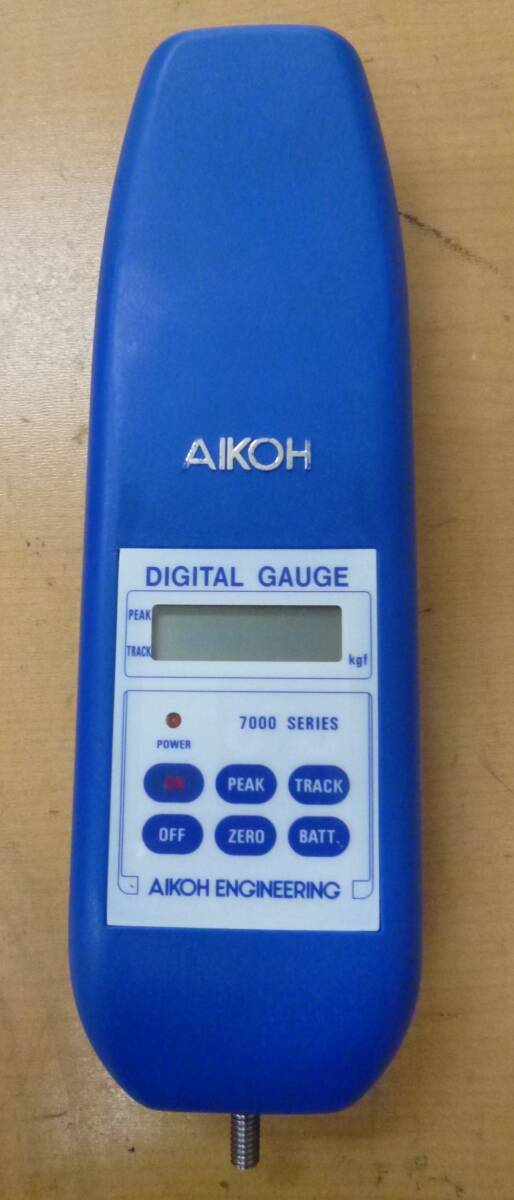 AIKOH
DIGITAL GAUGE
PEAK
TRACK
kgf
7000 SERIES
POWER
ON PEAK TRACK
OFF ZERO BATT.
AIKOH ENGINEERING